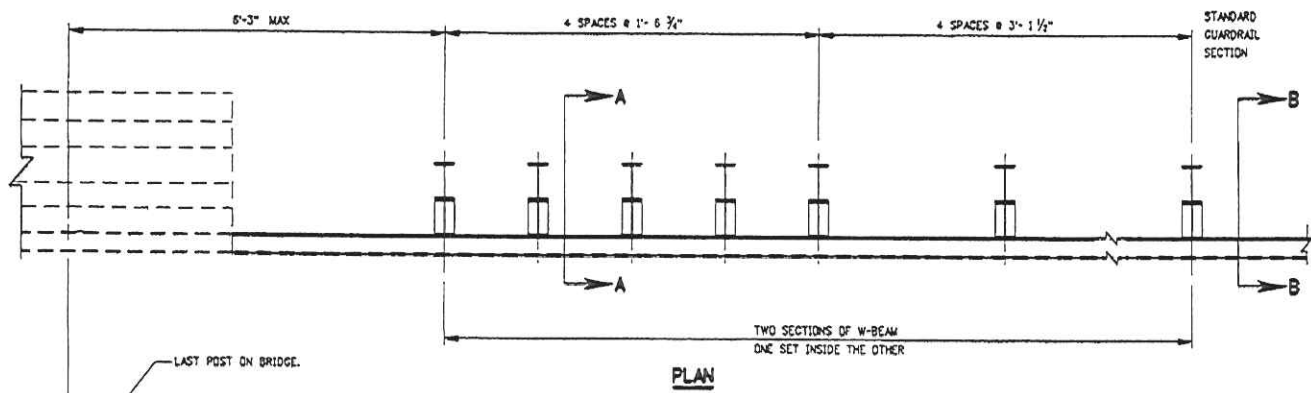 6'-3" MAX
4 SPACES @ 1'- 6 3/4"
4 SPACES @ 3'- 1 1/2"
STANDARD
GUARDRAIL
SECTION
A
B
A
B
TWO SECTIONS OF W-BEAM
ONE SET INSIDE THE OTHER
LAST POST ON BRIDGE.
PLAN